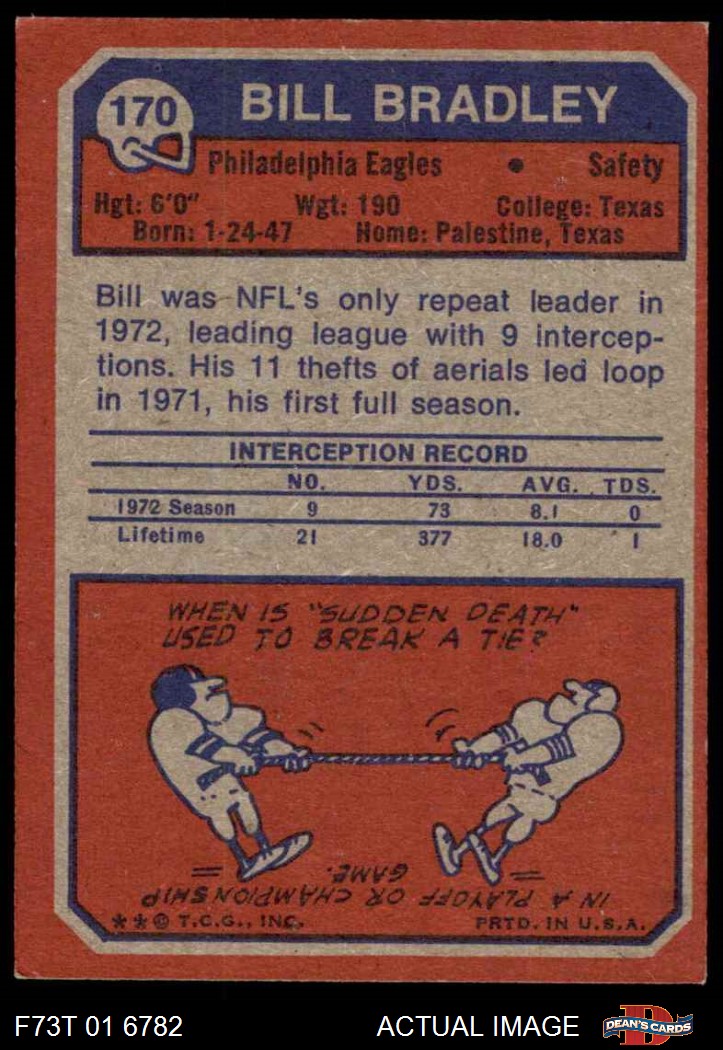 170
BILL BRADLEY
Philadelphia Eagles • Safety
Hgt: 6'0" Wgt: 190 College: Texas
Born: 1-24-47 Home: Palestine, Texas
Bill was NFL's only repeat leader in
1972, leading league with 9 intercep-
tions. His 11 thefts of aerials led loop
in 1971, his first full season.
INTERCEPTION RECORD
NO. YDS. AVG. TDS.
1972 Season 9 73 8.1 0
Lifetime 21 377 18.0 1
WHEN IS "SUDDEN DEATH"
USED TO BREAK A TIE?
IN A PLAYOFF OR CHAMPIONSHIP
GAME.
**© T.C.G., INC. PRTD. IN U.S.A.
F73T 01 6782 ACTUAL IMAGE
D
DEAN'S CARDS